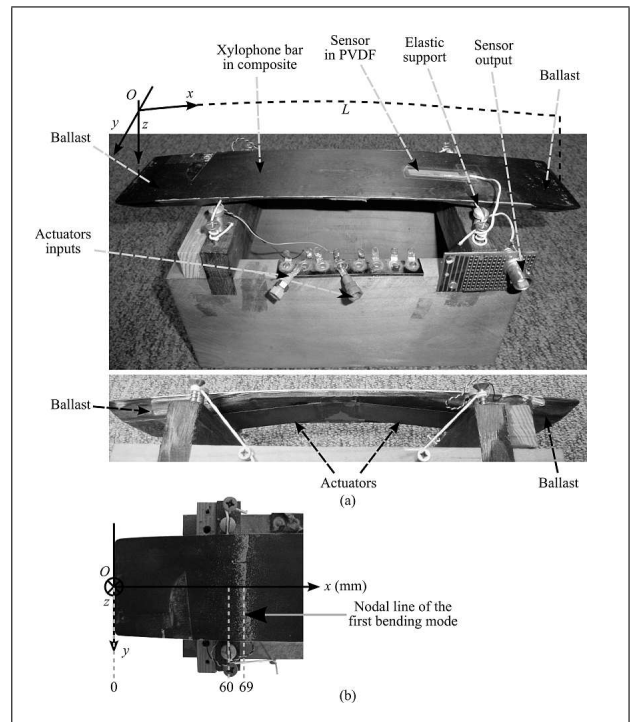 Xylophone bar
in composite
Sensor
in PVDF
Elastic
support
Sensor
output
Ballast
O
x
y
z
L
Ballast
Actuators
inputs
Ballast
Actuators
Ballast
(a)
O
z
x (mm)
Nodal line of the
first bending mode
y
0
60
69
(b)